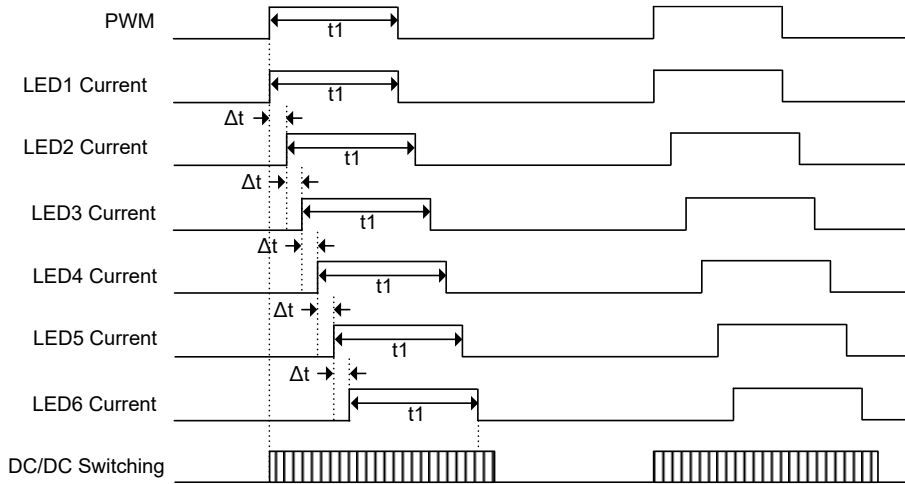 PWM
t1
LED1 Current
t1
Δt
LED2 Current
t1
Δt
LED3 Current
t1
Δt
LED4 Current
t1
Δt
LED5 Current
t1
Δt
LED6 Current
t1
DC/DC Switching